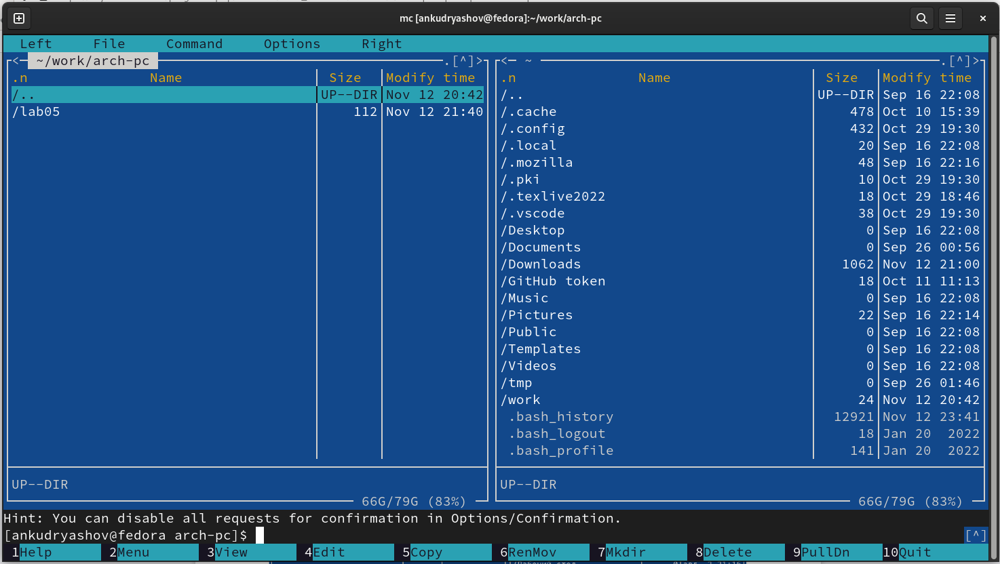 mc [ankudryashov@fedora]:~/work/arch-pc
Left File Command Options Right
<─ ~/work/arch-pc .[^]>
.n Name Size Modify time
/.. UP--DIR Nov 12 20:42
/lab05 112 Nov 12 21:40
UP--DIR
66G/79G (83%)
<─ ~ .[^]>
.n Name Size Modify time
/.. UP--DIR Sep 16 22:08
/.cache 478 Oct 10 15:39
/.config 432 Oct 29 19:30
/.local 20 Sep 16 22:08
/.mozilla 48 Sep 16 22:16
/.pki 10 Oct 29 19:30
/.texlive2022 18 Oct 29 18:46
/.vscode 38 Oct 29 19:30
/Desktop 0 Sep 16 22:08
/Documents 0 Sep 26 00:56
/Downloads 1062 Nov 12 21:00
/GitHub token 18 Oct 11 11:13
/Music 0 Sep 16 22:08
/Pictures 22 Sep 16 22:14
/Public 0 Sep 16 22:08
/Templates 0 Sep 16 22:08
/Videos 0 Sep 16 22:08
/tmp 0 Sep 26 01:46
/work 24 Nov 12 20:42
.bash_history 12921 Nov 12 23:41
.bash_logout 18 Jan 20 2022
.bash_profile 141 Jan 20 2022
UP--DIR
66G/79G (83%)
Hint: You can disable all requests for confirmation in Options/Confirmation.
[ankudryashov@fedora arch-pc]$ [^]
1Help 2Menu 3View 4Edit 5Copy 6RenMov 7Mkdir 8Delete 9PullDn 10Quit